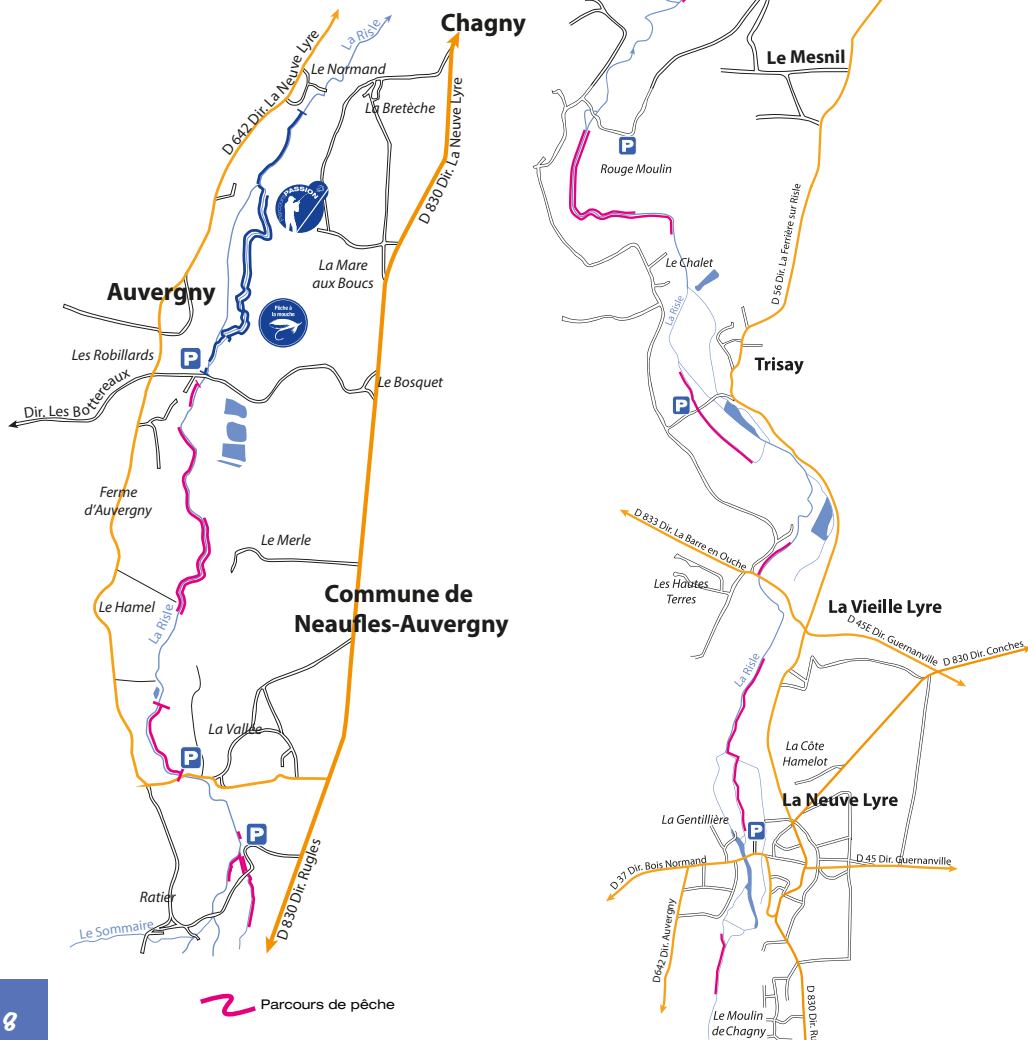 Chagny
La Risle
Le Normand
D 642 Dir. La Neuve Lyre
La Bretèche
D 830 Dir. La Neuve Lyre
PASSION
La Mare
aux Boucs
Auvergny
Pêche à
la mouche
Les Robillards
P
Le Bosquet
Dir. Les Bottereaux
Ferme
d'Auvergny
Le Merle
Le Hamel
La Risle
Commune de
Neaufles-Auvergny
La Vallée
P
P
D 830 Dir. Rugles
Ratier
Le Sommaire
Parcours de pêche
8
Le Mesnil
P
Rouge Moulin
D 56 Dir. La Ferrière sur Risle
Le Chalet
La Risle
Trisay
P
D 833 Dir. La Barre en Ouche
Les Hautes
Terres
La Vieille Lyre
D 45E Dir. Guernanville
D 830 Dir. Conches
La Risle
La Côte
Hamelot
La Neuve Lyre
La Gentillière
P
D 37 Dir. Bois Normand
D 45 Dir. Guernanville
D642 Dir. Auvergny
Le Moulin
de Chagny
D 830 Dir. Ru